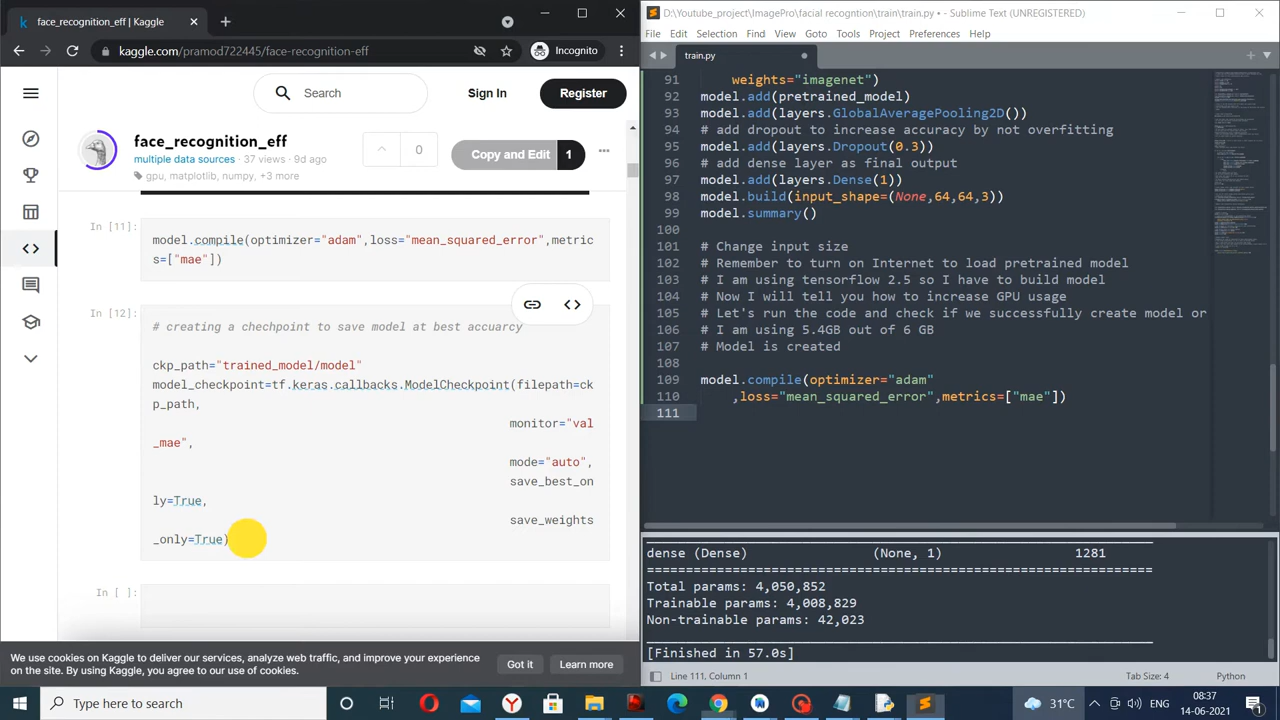 face_recognition_eff | Kaggle
kaggle.com/pramod722445/face-recognition-eff
Incognito
Search
Sign In
Register
face_recognition_eff
multiple data sources · 37 views · 9d ago
gpu, matplotlib, numpy, +3 more
0
Copy and Edit
1
In [11]:
model.compile(optimizer="adam",loss="mean_squared_error",metric
s=["mae"])
In [12]:
# creating a chechpoint to save model at best accuarcy
ckp_path="trained_model/model"
model_checkpoint=tf.keras.callbacks.ModelCheckpoint(filepath=ck
p_path,
monitor="val
_mae",
mode="auto",
save_best_on
ly=True,
save_weights
_only=True)
In [ ]:
We use cookies on Kaggle to deliver our services, analyze web traffic, and improve your experience
on the site. By using Kaggle, you agree to our use of cookies.
Got it
Learn more
D:\Youtube_project\ImagePro\facial recogntion\train\train.py • - Sublime Text (UNREGISTERED)
File Edit Selection Find View Goto Tools Project Preferences Help
train.py
91 weights="imagenet")
92 model.add(pretrained_model)
93 model.add(layers.GlobalAveragePooling2D())
94 # add dropout to increase accuracy by not overfitting
95 model.add(layers.Dropout(0.3))
96 # add dense layer as final output
97 model.add(layers.Dense(1))
98 model.build(input_shape=(None,64,64,3))
99 model.summary()
100
101 # Change input size
102 # Remember to turn on Internet to load pretrained model
103 # I am using tensorflow 2.5 so I have to build model
104 # Now I will tell you how to increase GPU usage
105 # Let's run the code and check if we successfully create model or
106 # I am using 5.4GB out of 6 GB
107 # Model is created
108
109 model.compile(optimizer="adam"
110 ,loss="mean_squared_error",metrics=["mae"])
111
dense (Dense) (None, 1) 1281
=================================================================
Total params: 4,050,852
Trainable params: 4,008,829
Non-trainable params: 42,023
[Finished in 57.0s]
Line 111, Column 1
Tab Size: 4
Python
Type here to search
31°C
ENG
08:37
14-06-2021
1